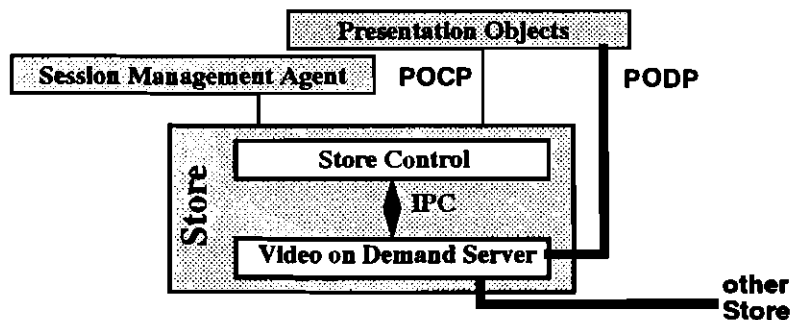 Presentation Objects
Session Management Agent
POCP
PODP
Store Control
IPC
Store
Video on Demand Server
other
Store